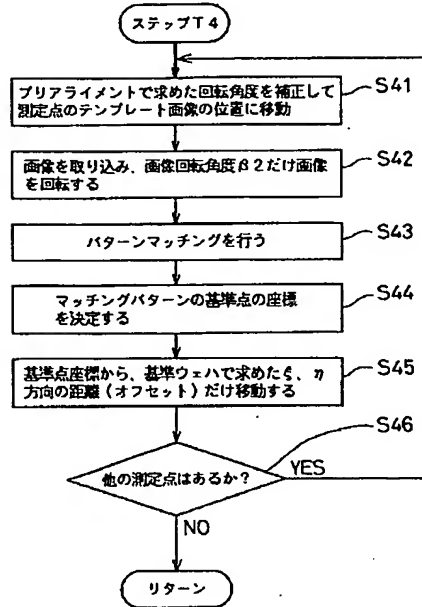 ステップT4
プリアライメントで求めた回転角度を補正して
測定点のテンプレート画像の位置に移動
S41
画像を取り込み、画像回転角度β2だけ画像
を回転する
S42
パターンマッチングを行う
S43
マッチングパターンの基準点の座標
を決定する
S44
基準点座標から、基準ウェハで求めたξ、η
方向の距離(オフセット)だけ移動する
S45
S46
他の測定点はあるか?
YES
NO
リターン